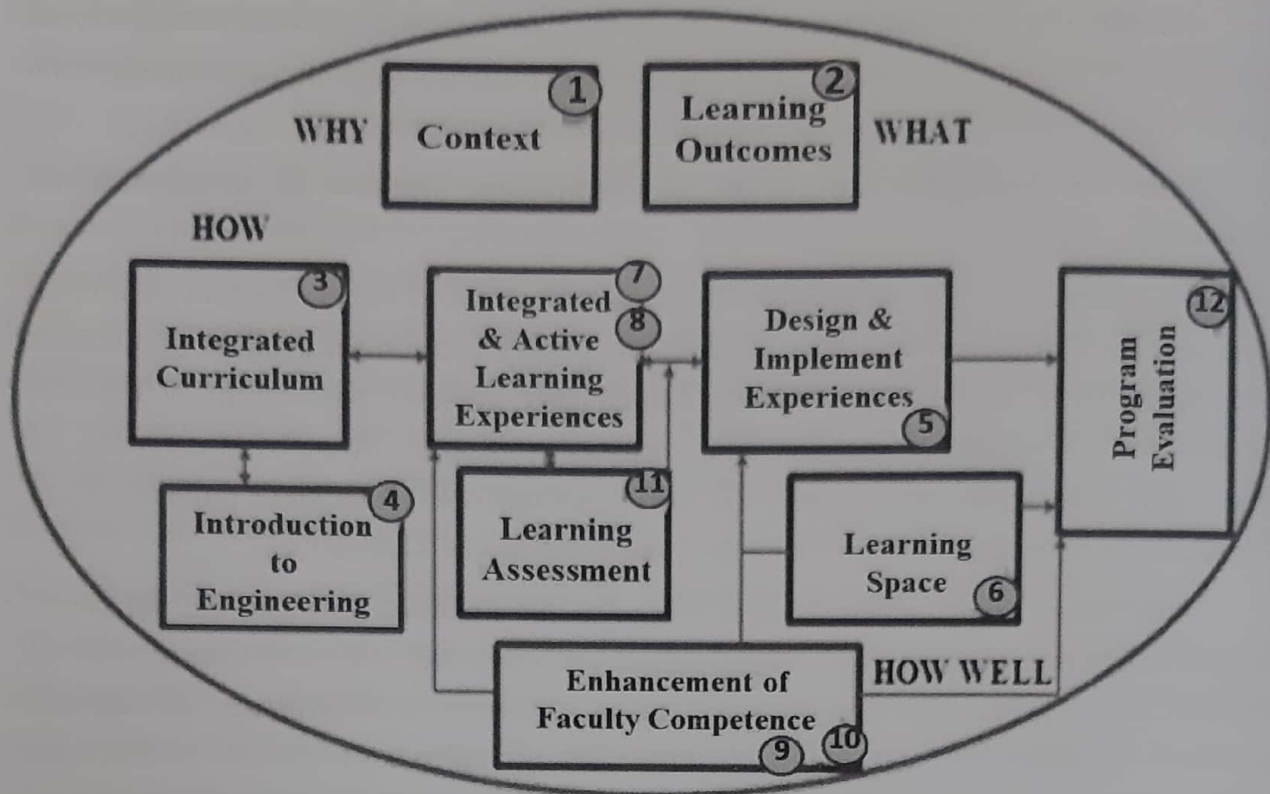 1
2
WHY
Context
Learning
Outcomes
WHAT
HOW
3
Integrated
Curriculum
7
8
Integrated
& Active
Learning
Experiences
Design &
Implement
Experiences
5
12
Program
Evaluation
4
Introduction
to
Engineering
11
Learning
Assessment
Learning
Space
6
Enhancement of
Faculty Competence
9
10
HOW WELL